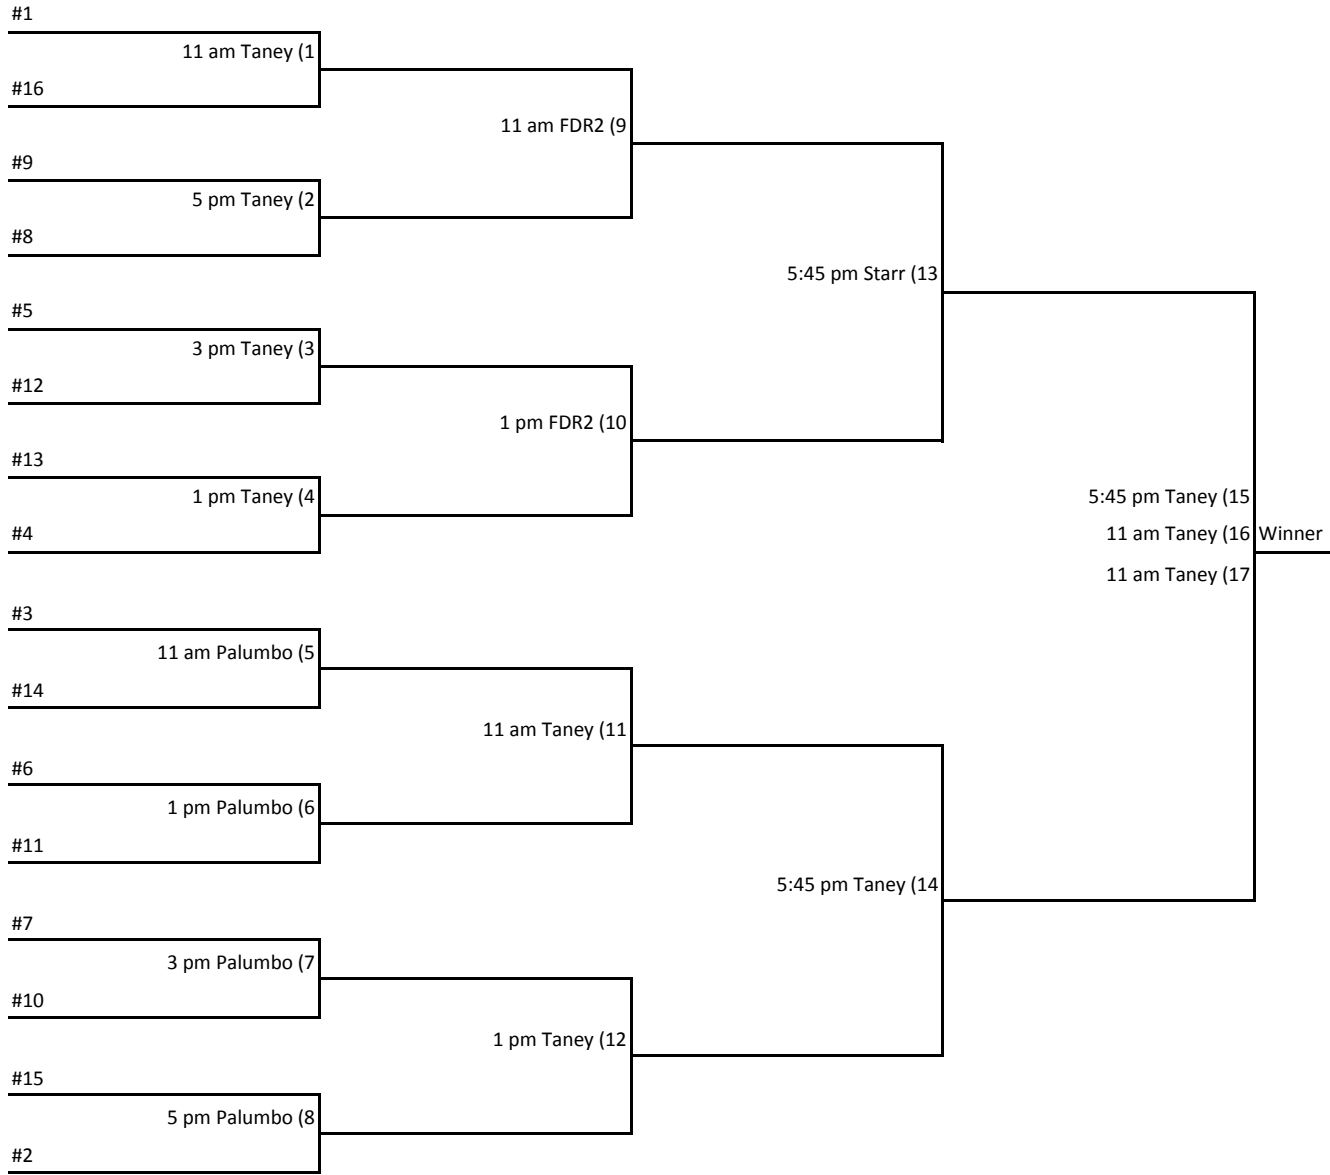 #1
11 am Taney (1
#16
11 am FDR2 (9
#9
5 pm Taney (2
#8
5:45 pm Starr (13
#5
3 pm Taney (3
#12
1 pm FDR2 (10
#13
1 pm Taney (4
5:45 pm Taney (15
#4
11 am Taney (16 Winner
11 am Taney (17
#3
11 am Palumbo (5
#14
11 am Taney (11
#6
1 pm Palumbo (6
#11
5:45 pm Taney (14
#7
3 pm Palumbo (7
#10
1 pm Taney (12
#15
5 pm Palumbo (8
#2